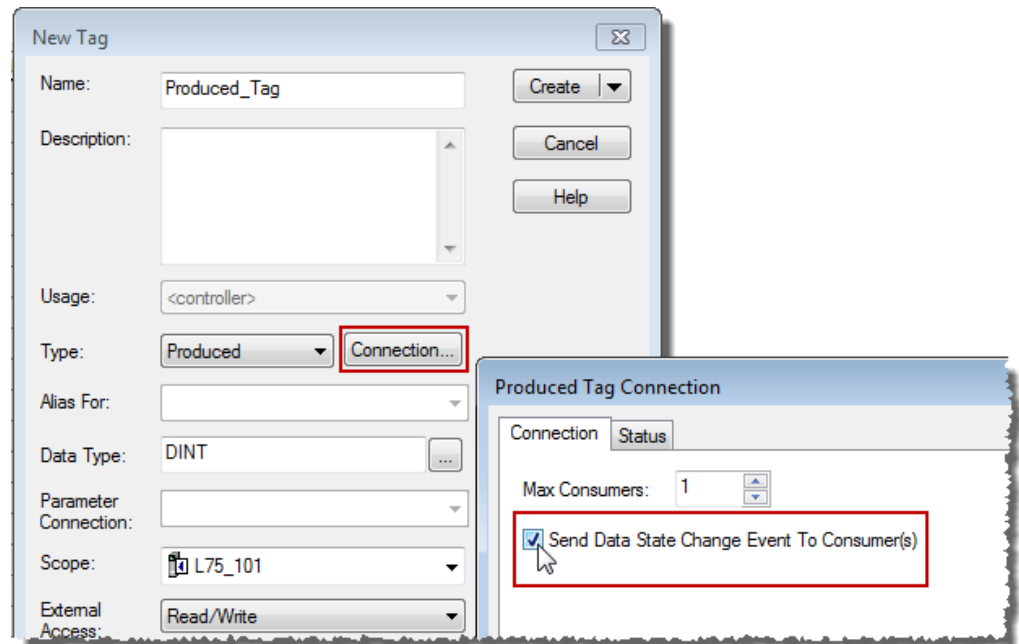 New Tag
Name: Produced_Tag Create
Description: Cancel
Help
Usage: <controller>
Type: Produced Connection...
Alias For:
Data Type: DINT ...
Parameter
Connection:
Scope: L75_101
External
Access: Read/Write
Produced Tag Connection
Connection Status
Max Consumers: 1
Send Data State Change Event To Consumer(s)